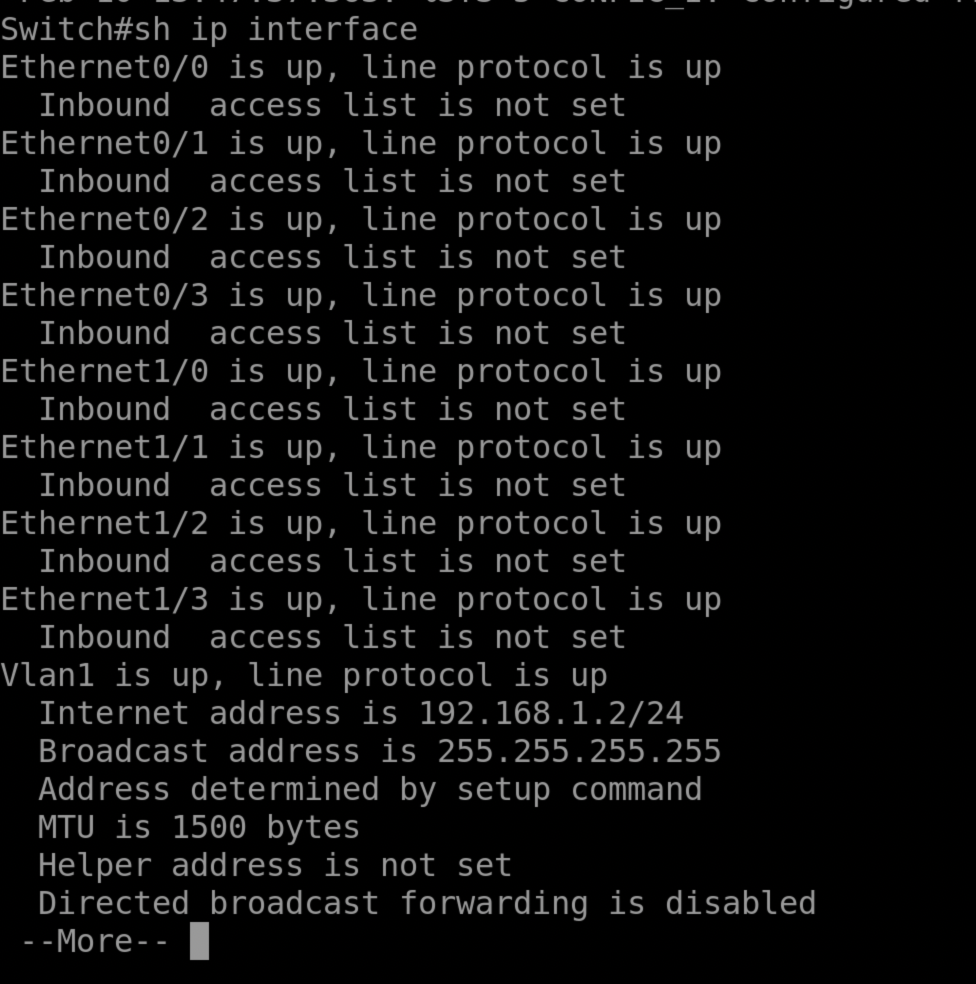 Switch#sh ip interface
Ethernet0/0 is up, line protocol is up
  Inbound  access list is not set
Ethernet0/1 is up, line protocol is up
  Inbound  access list is not set
Ethernet0/2 is up, line protocol is up
  Inbound  access list is not set
Ethernet0/3 is up, line protocol is up
  Inbound  access list is not set
Ethernet1/0 is up, line protocol is up
  Inbound  access list is not set
Ethernet1/1 is up, line protocol is up
  Inbound  access list is not set
Ethernet1/2 is up, line protocol is up
  Inbound  access list is not set
Ethernet1/3 is up, line protocol is up
  Inbound  access list is not set
Vlan1 is up, line protocol is up
  Internet address is 192.168.1.2/24
  Broadcast address is 255.255.255.255
  Address determined by setup command
  MTU is 1500 bytes
  Helper address is not set
  Directed broadcast forwarding is disabled
 --More--